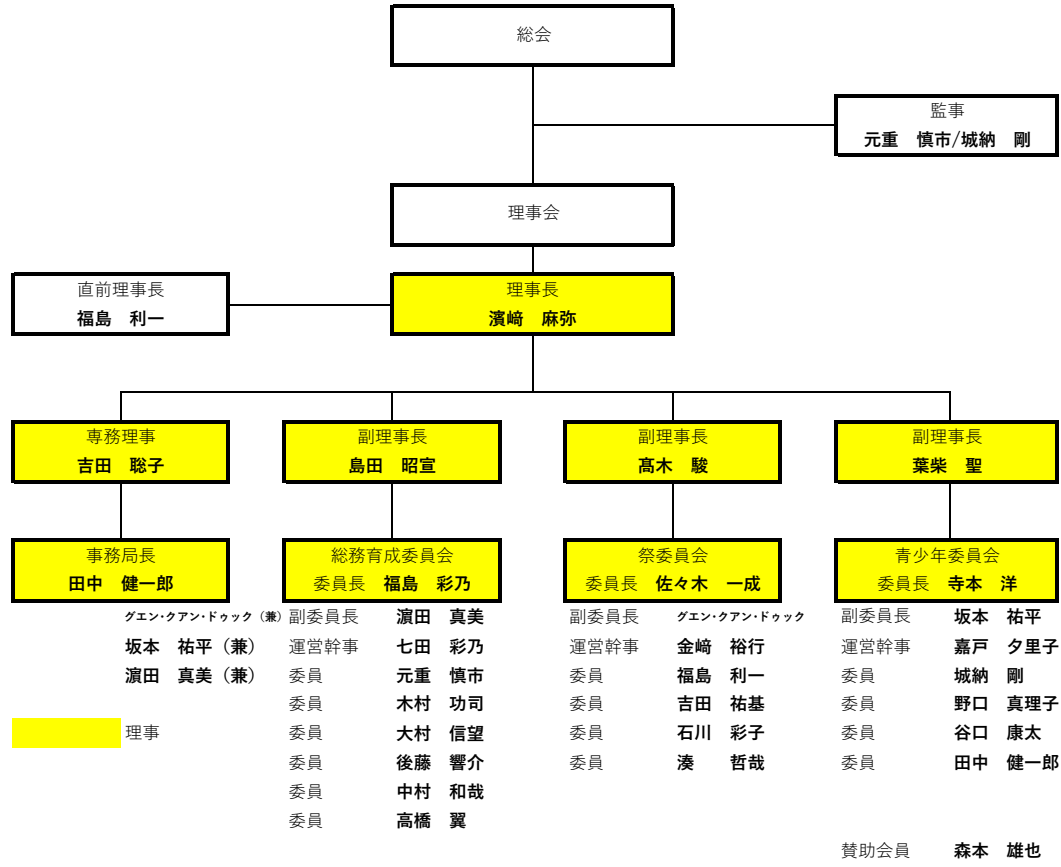 総会
監事
元重　慎市/城納　剛
理事会
直前理事長
福島　利一
理事長
濱﨑　麻弥
専務理事
吉田　聡子
副理事長
島田　昭宣
副理事長
髙木　駿
副理事長
葉柴　聖
事務局長
田中　健一郎
グエン・クアン・ドゥック（兼）
坂本　祐平（兼）
濵田　真美（兼）
理事
総務育成委員会
委員長 福島　彩乃
副委員長 濵田　真美
運営幹事 七田　彩乃
委員 元重　慎市
委員 木村　功司
委員 大村　信望
委員 後藤　響介
委員 中村　和哉
委員 高橋　翼
祭委員会
委員長 佐々木　一成
副委員長 グエン・クアン・ドゥック
運営幹事 金﨑　裕行
委員 福島　利一
委員 吉田　祐基
委員 石川　彩子
委員 湊　哲哉
青少年委員会
委員長 寺本　洋
副委員長 坂本　祐平
運営幹事 嘉戸　夕里子
委員 城納　剛
委員 野口　真理子
委員 谷口　康太
委員 田中　健一郎
賛助会員 森本　雄也